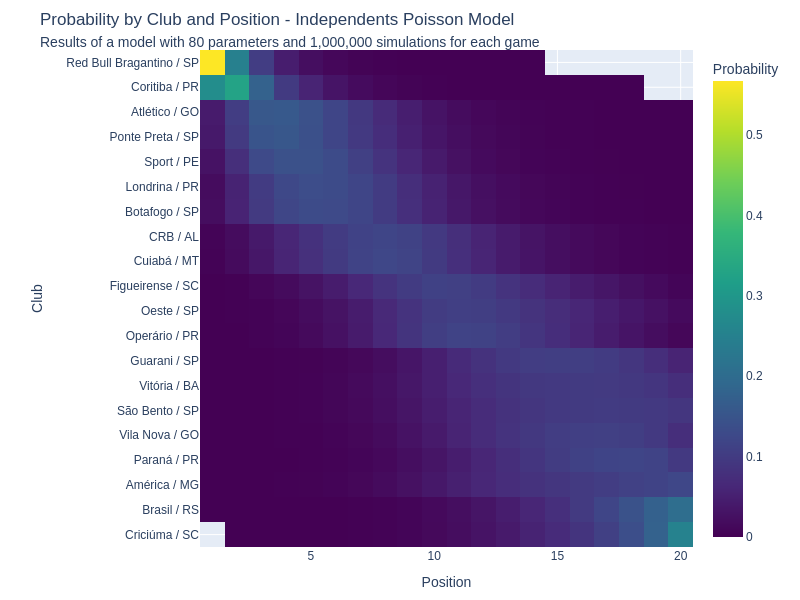 Probability by Club and Position - Independents Poisson Model
Results of a model with 80 parameters and 1,000,000 simulations for each game
Red Bull Bragantino / SP
Coritiba / PR
Atlético / GO
Ponte Preta / SP
Sport / PE
Londrina / PR
Botafogo / SP
CRB / AL
Cuiabá / MT
Figueirense / SC
Oeste / SP
Operário / PR
Guarani / SP
Vitória / BA
São Bento / SP
Vila Nova / GO
Paraná / PR
América / MG
Brasil / RS
Criciúma / SC
Club
5
10
15
20
Position
Probability
0.5
0.4
0.3
0.2
0.1
0